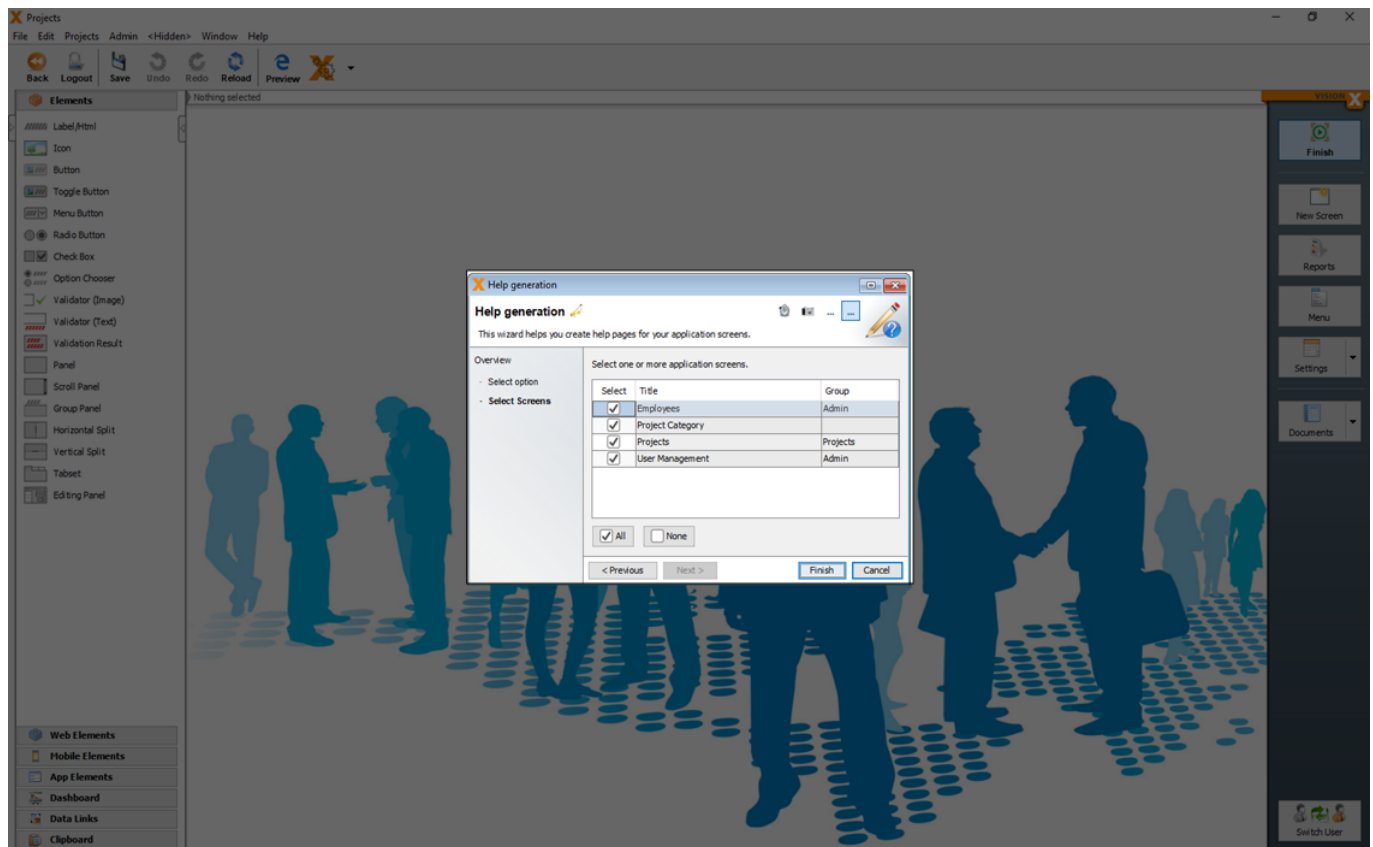 Projects
File Edit Projects Admin <Hidden> Window Help
Back Logout Save Undo Redo Reload Preview
Elements
Nothing selected
VISION X
Label/Html
Icon
Button
Toggle Button
Menu Button
Radio Button
Check Box
Option Chooser
Validator (Image)
Validator (Text)
Validation Result
Panel
Scroll Panel
Group Panel
Horizontal Split
Vertical Split
Tabset
Editing Panel
Web Elements
Mobile Elements
App Elements
Dashboard
Data Links
Clipboard
Help generation
Help generation
... ...
This wizard helps you create help pages for your application screens.
Overview
· Select option
· Select Screens
Select one or more application screens.
Select Title Group
Employees Admin
Project Category
Projects Projects
User Management Admin
All None
< Previous Next > Finish Cancel
Finish
New Screen
Reports
Menu
Settings
Documents
Switch User